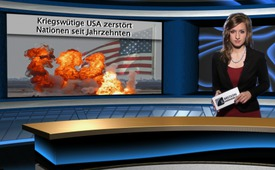 Kriegswütige USA zerstört
Nationen seit Jahrzehnten